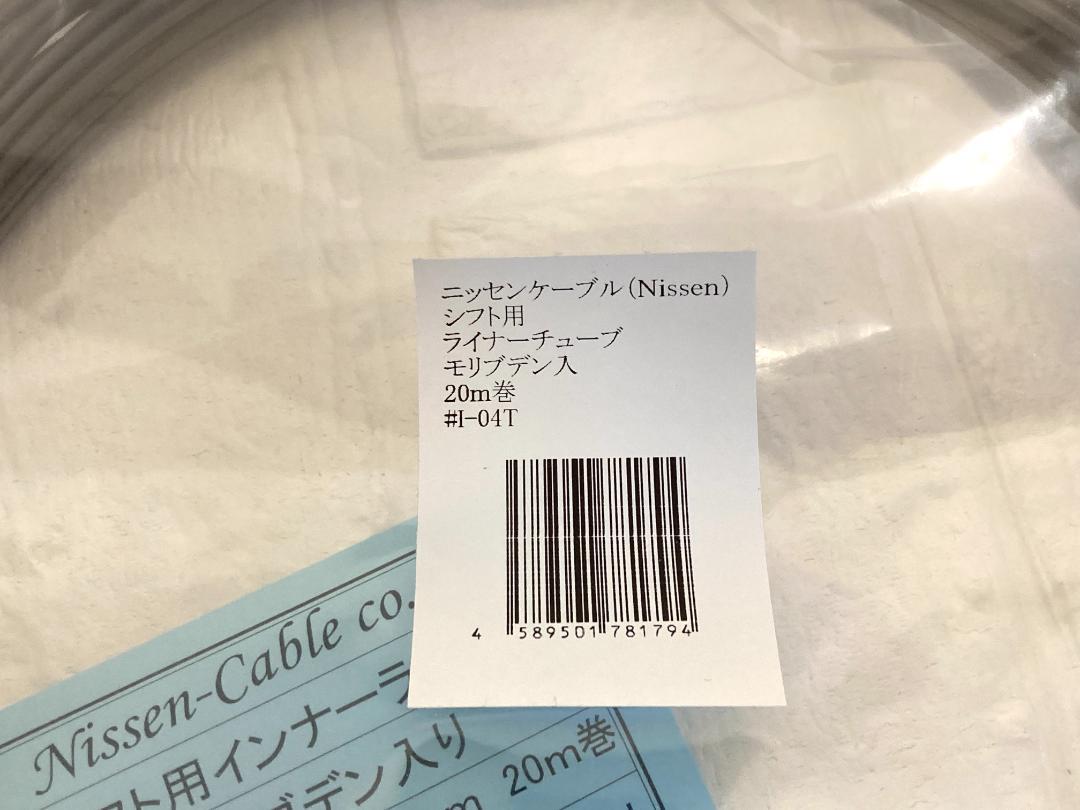 ニッセンケーブル(Nissen)
シフト用
ライナーチューブ
モリブデン入
20m巻
#I-04T
4 589501 781794
Nissen-Cable co.
フト用インナーラ
ブデン入り
m 20m巻